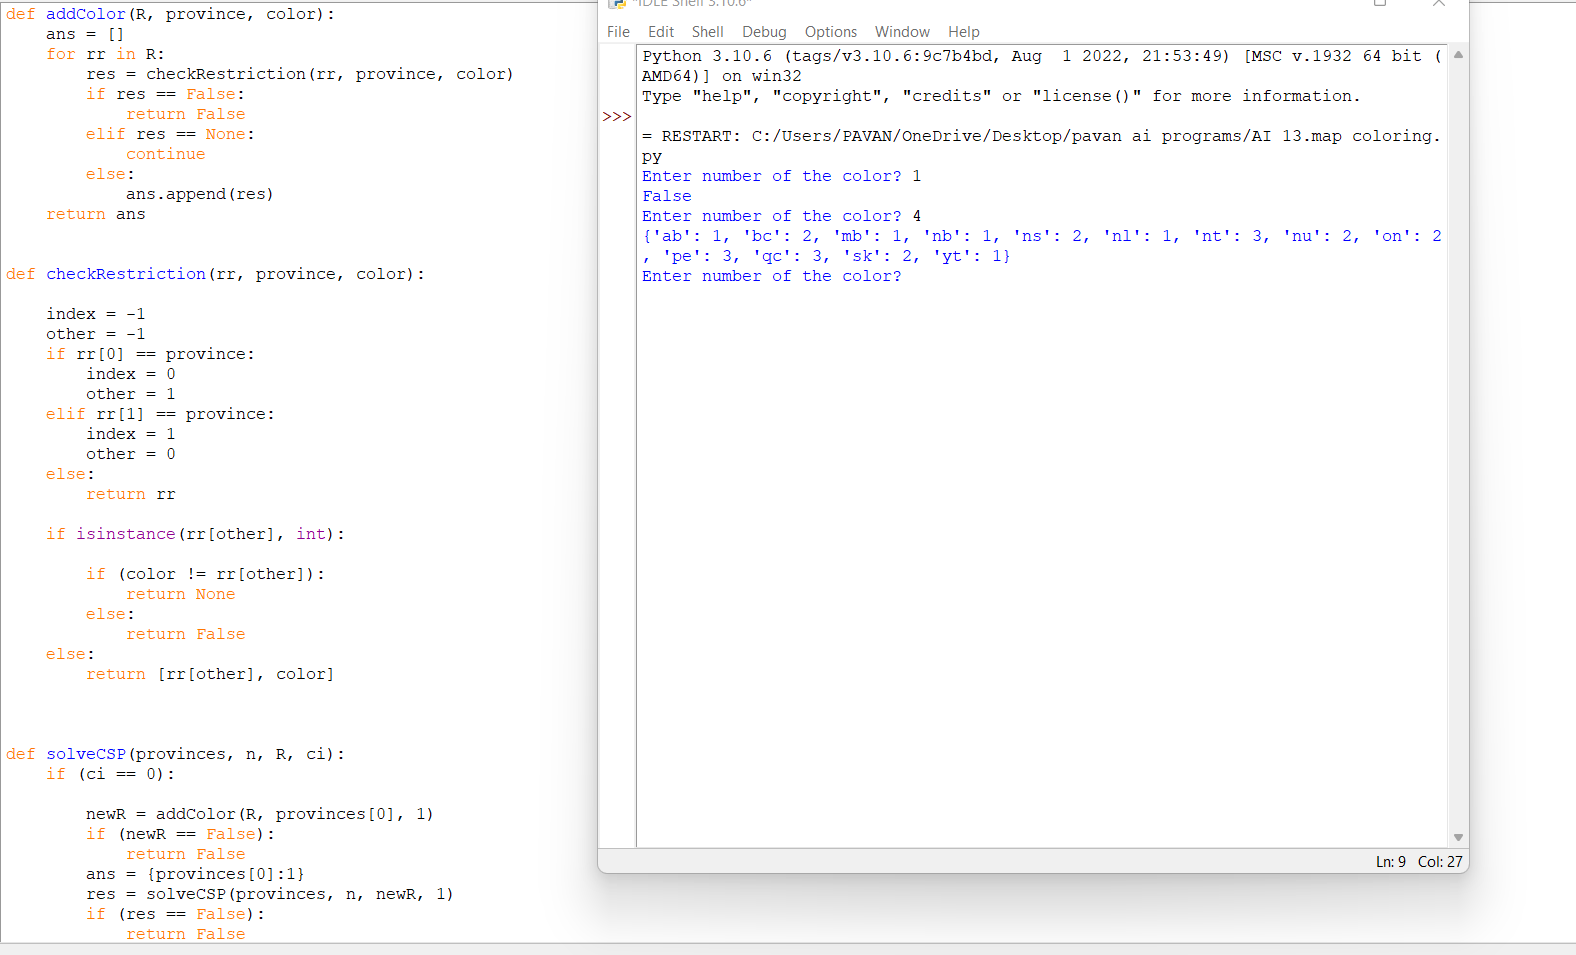 def addColor(R, province, color):
    ans = []
    for rr in R:
        res = checkRestriction(rr, province, color)
        if res == False:
            return False
        elif res == None:
            continue
        else:
            ans.append(res)
    return ans
def checkRestriction(rr, province, color):
    index = -1
    other = -1
    if rr[0] == province:
        index = 0
        other = 1
    elif rr[1] == province:
        index = 1
        other = 0
    else:
        return rr
    if isinstance(rr[other], int):
        if (color != rr[other]):
            return None
        else:
            return False
    else:
        return [rr[other], color]
def solveCSP(provinces, n, R, ci):
    if (ci == 0):
        newR = addColor(R, provinces[0], 1)
        if (newR == False):
            return False
        ans = {provinces[0]:1}
        res = solveCSP(provinces, n, newR, 1)
        if (res == False):
            return False
*IDLE Shell 3.10.6*
File Edit Shell Debug Options Window Help
Python 3.10.6 (tags/v3.10.6:9c7b4bd, Aug  1 2022, 21:53:49) [MSC v.1932 64 bit (
AMD64)] on win32
Type "help", "copyright", "credits" or "license()" for more information.
>>>
= RESTART: C:/Users/PAVAN/OneDrive/Desktop/pavan ai programs/AI 13.map coloring.
py
Enter number of the color? 1
False
Enter number of the color? 4
{'ab': 1, 'bc': 2, 'mb': 1, 'nb': 1, 'ns': 2, 'nl': 1, 'nt': 3, 'nu': 2, 'on': 2
, 'pe': 3, 'qc': 3, 'sk': 2, 'yt': 1}
Enter number of the color?
Ln: 9 Col: 27